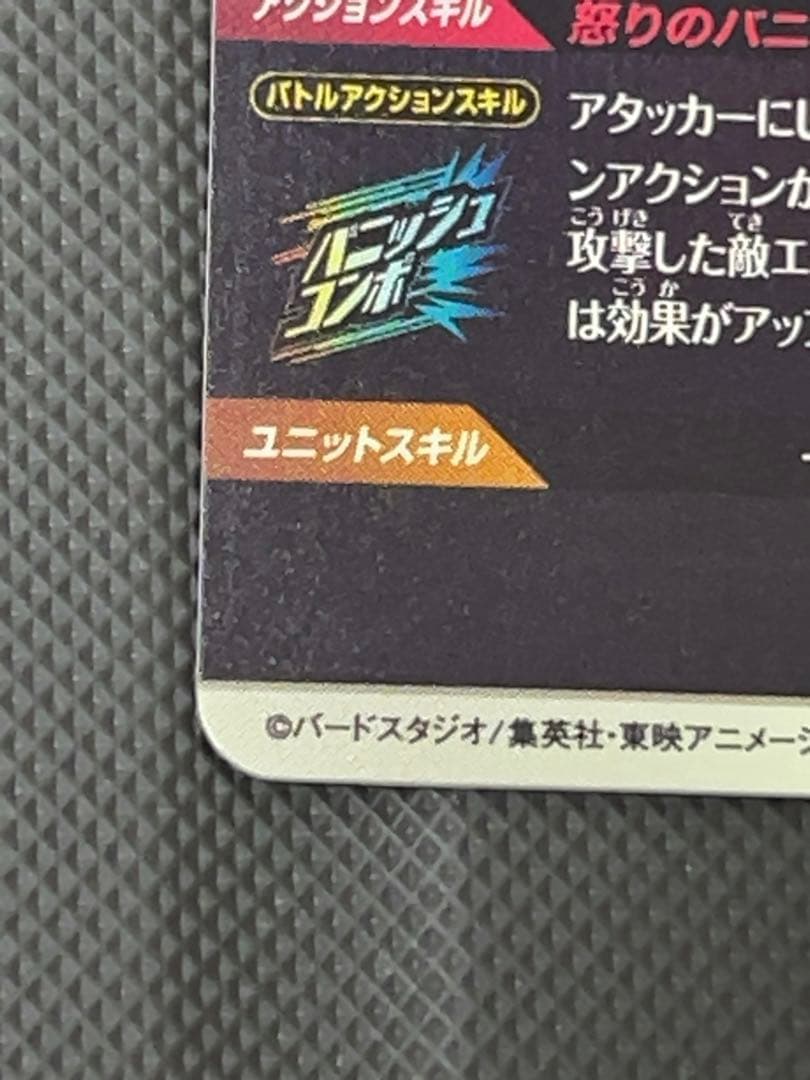 アクションスキル
怒りのバニ
バトルアクションスキル
バニッシュ
コンボ
アタッカーにし
ンアクションが
こうげき てき
攻撃した敵エ
こうか
は効果がアッ
ユニットスキル
©バードスタジオ/集英社・東映アニメーシ